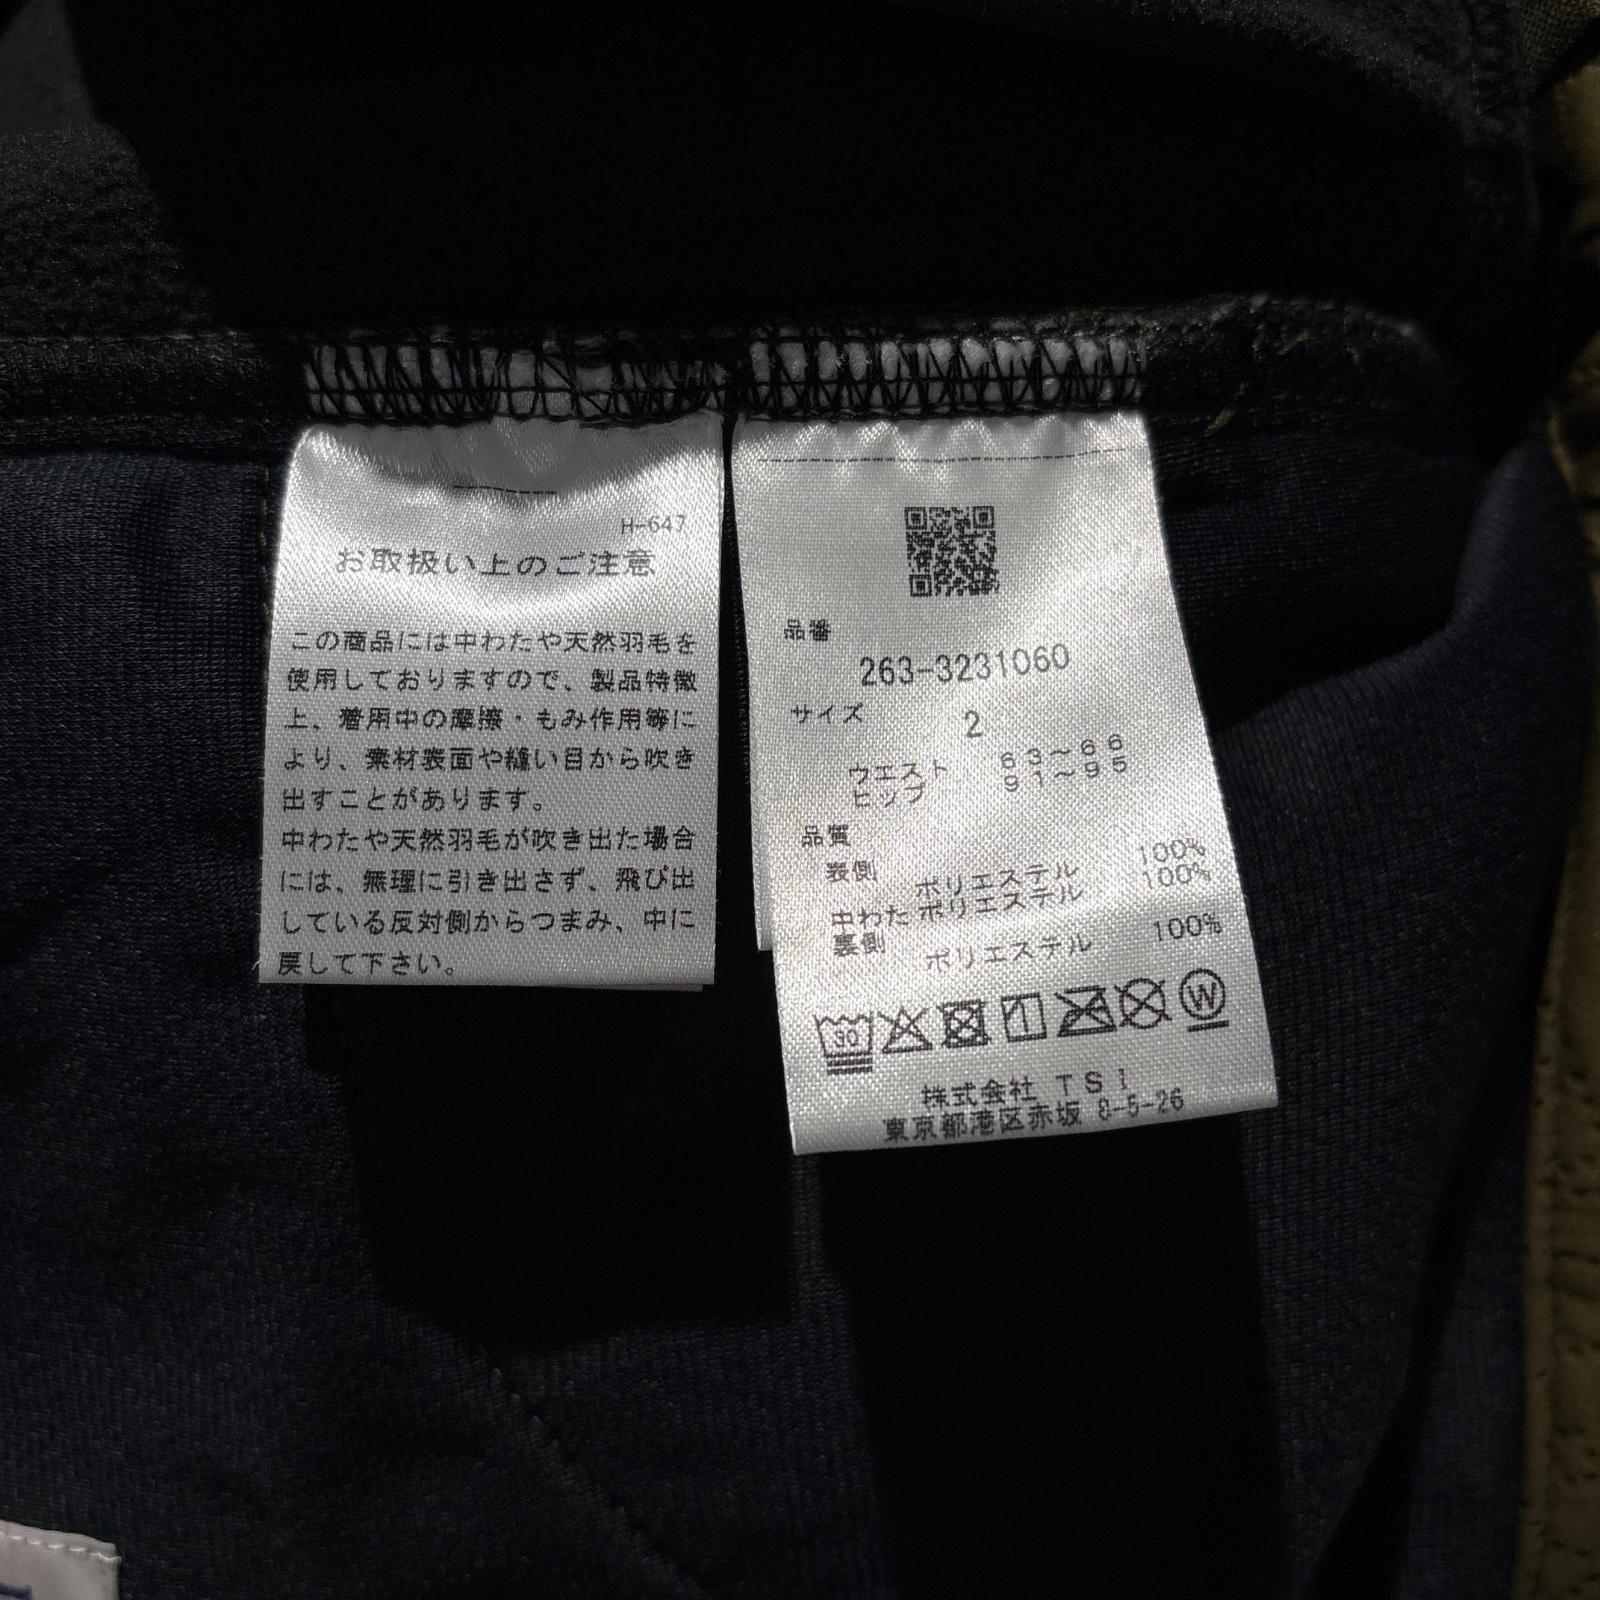 H-647
お取扱い上のご注意
この商品には中わたや天然羽毛を
使用しておりますので、製品特徴
上、着用中の摩擦・もみ作用等に
より、素材表面や縫い目から吹き
出すことがあります。
中わたや天然羽毛が吹き出た場合
には、無理に引き出さず、飛び出
している反対側からつまみ、中に
戻して下さい。
品番
263-3231060
サイズ 2
ウエスト 63～66
ヒップ 91～95
品質
表側 ポリエステル 100%
中わた ポリエステル 100%
裏側 ポリエステル 100%
30
W
株式会社 TSI
東京都港区赤坂 8-5-26